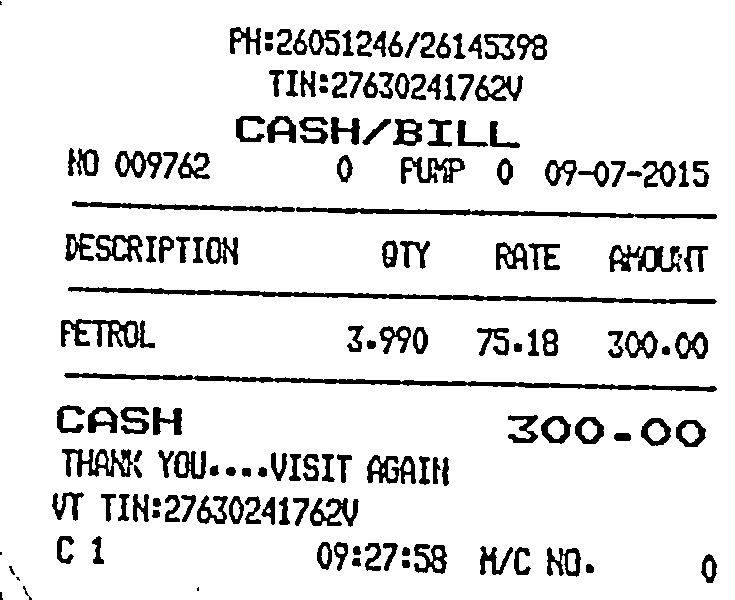 PH:26051246/26145398
TIN:27630241762V
CASH/BILL
NO 009762 0 PUMP 0 09-07-2015
DESCRIPTION QTY RATE AMOUNT
PETROL 3.990 75.18 300.00
CASH 300.00
THANK YOU....VISIT AGAIN
VT TIN:27630241762V
C 1 09:27:58 M/C NO. 0